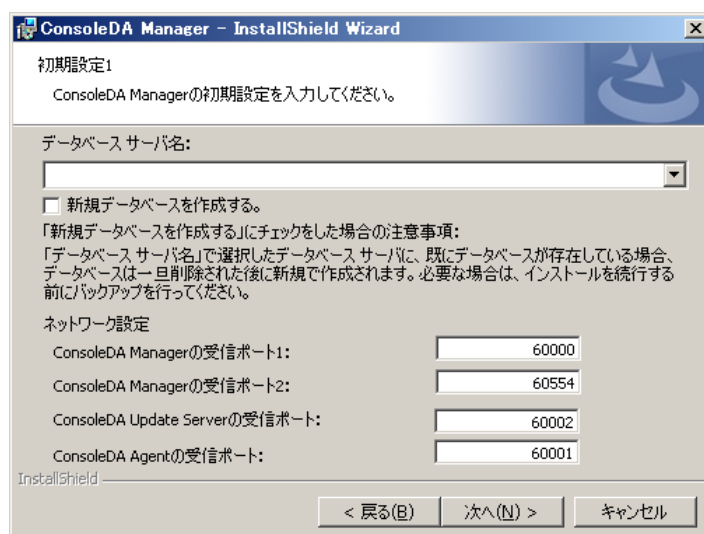 ConsoleDA Manager - InstallShield Wizard
初期設定1
ConsoleDA Managerの初期設定を入力してください。
データベース サーバ名:
新規データベースを作成する。
「新規データベースを作成する」にチェックをした場合の注意事項:
「データベース サーバ名」で選択したデータベース サーバに、既にデータベースが存在している場合、
データベースは一旦削除された後に新規で作成されます。必要な場合は、インストールを続行する
前にバックアップを行ってください。
ネットワーク設定
ConsoleDA Managerの受信ポート1: 60000
ConsoleDA Managerの受信ポート2: 60554
ConsoleDA Update Serverの受信ポート: 60002
ConsoleDA Agentの受信ポート: 60001
InstallShield
< 戻る(B) 次へ(N) > キャンセル